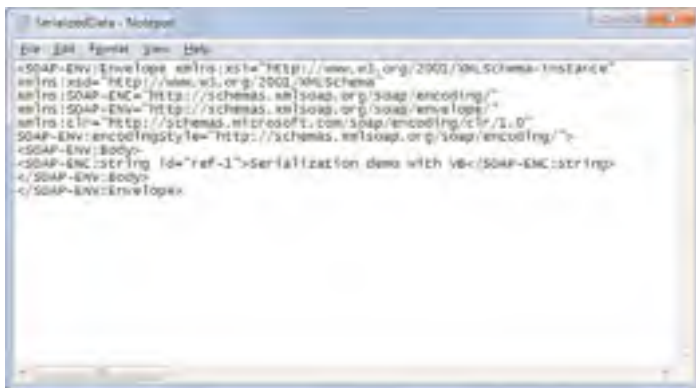 SerializedData - Notepad
File Edit Format View Help
<SOAP-ENV:Envelope xmlns:xsi="http://www.w3.org/2001/XMLSchema-instance"
xmlns:xsd="http://www.w3.org/2001/XMLSchema"
xmlns:SOAP-ENC="http://schemas.xmlsoap.org/soap/encoding/"
xmlns:SOAP-ENV="http://schemas.xmlsoap.org/soap/envelope/"
xmlns:clr="http://schemas.microsoft.com/soap/encoding/clr/1.0"
SOAP-ENV:encodingStyle="http://schemas.xmlsoap.org/soap/encoding/">
<SOAP-ENV:Body>
<SOAP-ENC:string id="ref-1">Serialization demo with VB</SOAP-ENC:string>
</SOAP-ENV:Body>
</SOAP-ENV:Envelope>